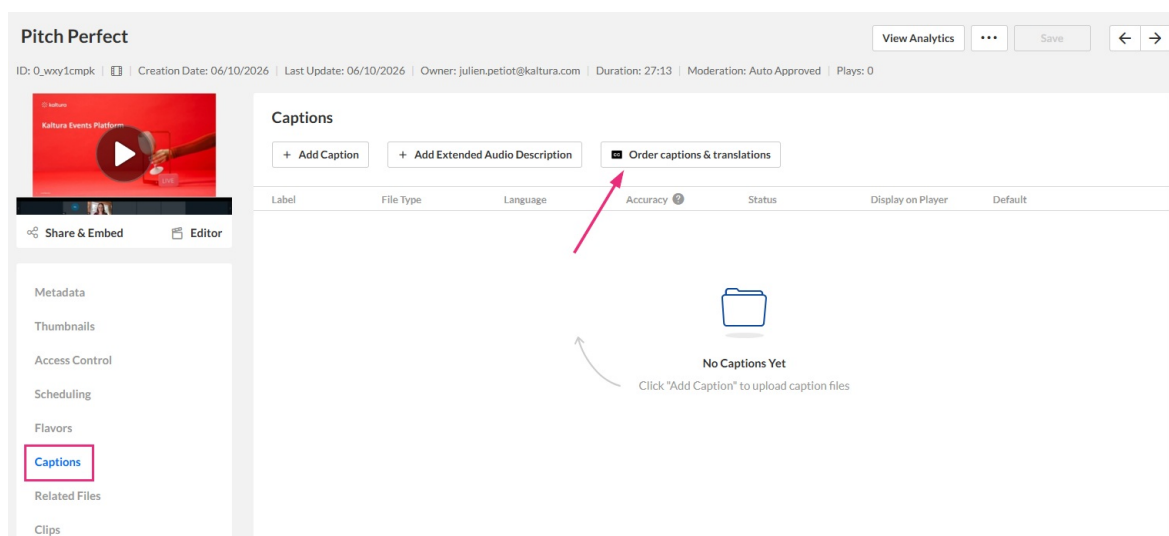 Pitch Perfect
View Analytics
•••
Save
ID: 0_wxy1cmpk | Creation Date: 06/10/2026 | Last Update: 06/10/2026 | Owner: julien.petiot@kaltura.com | Duration: 27:13 | Moderation: Auto Approved | Plays: 0
kaltura
Kaltura Events Platform
LIVE
Share & Embed
Editor
Captions
+ Add Caption
+ Add Extended Audio Description
Order captions & translations
Label File Type Language Accuracy ? Status Display on Player Default
No Captions Yet
Click "Add Caption" to upload caption files
Metadata
Thumbnails
Access Control
Scheduling
Flavors
Captions
Related Files
Clips